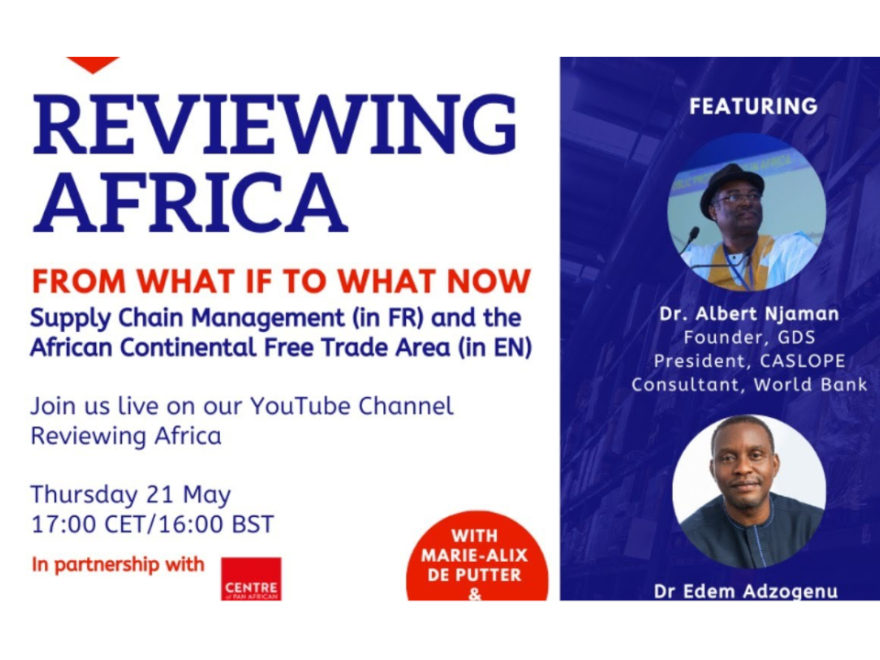 REVIEWING
AFRICA
FROM WHAT IF TO WHAT NOW
Supply Chain Management (in FR) and the
African Continental Free Trade Area (in EN)
Join us live on our YouTube Channel
Reviewing Africa
Thursday 21 May
17:00 CET/16:00 BST
In partnership with
CENTRE
of PAN AFRICAN
WITH
MARIE-ALIX
DE PUTTER
&
FEATURING
Dr. Albert Njaman
Founder, GDS
President, CASLOPE
Consultant, World Bank
Dr Edem Adzogenu